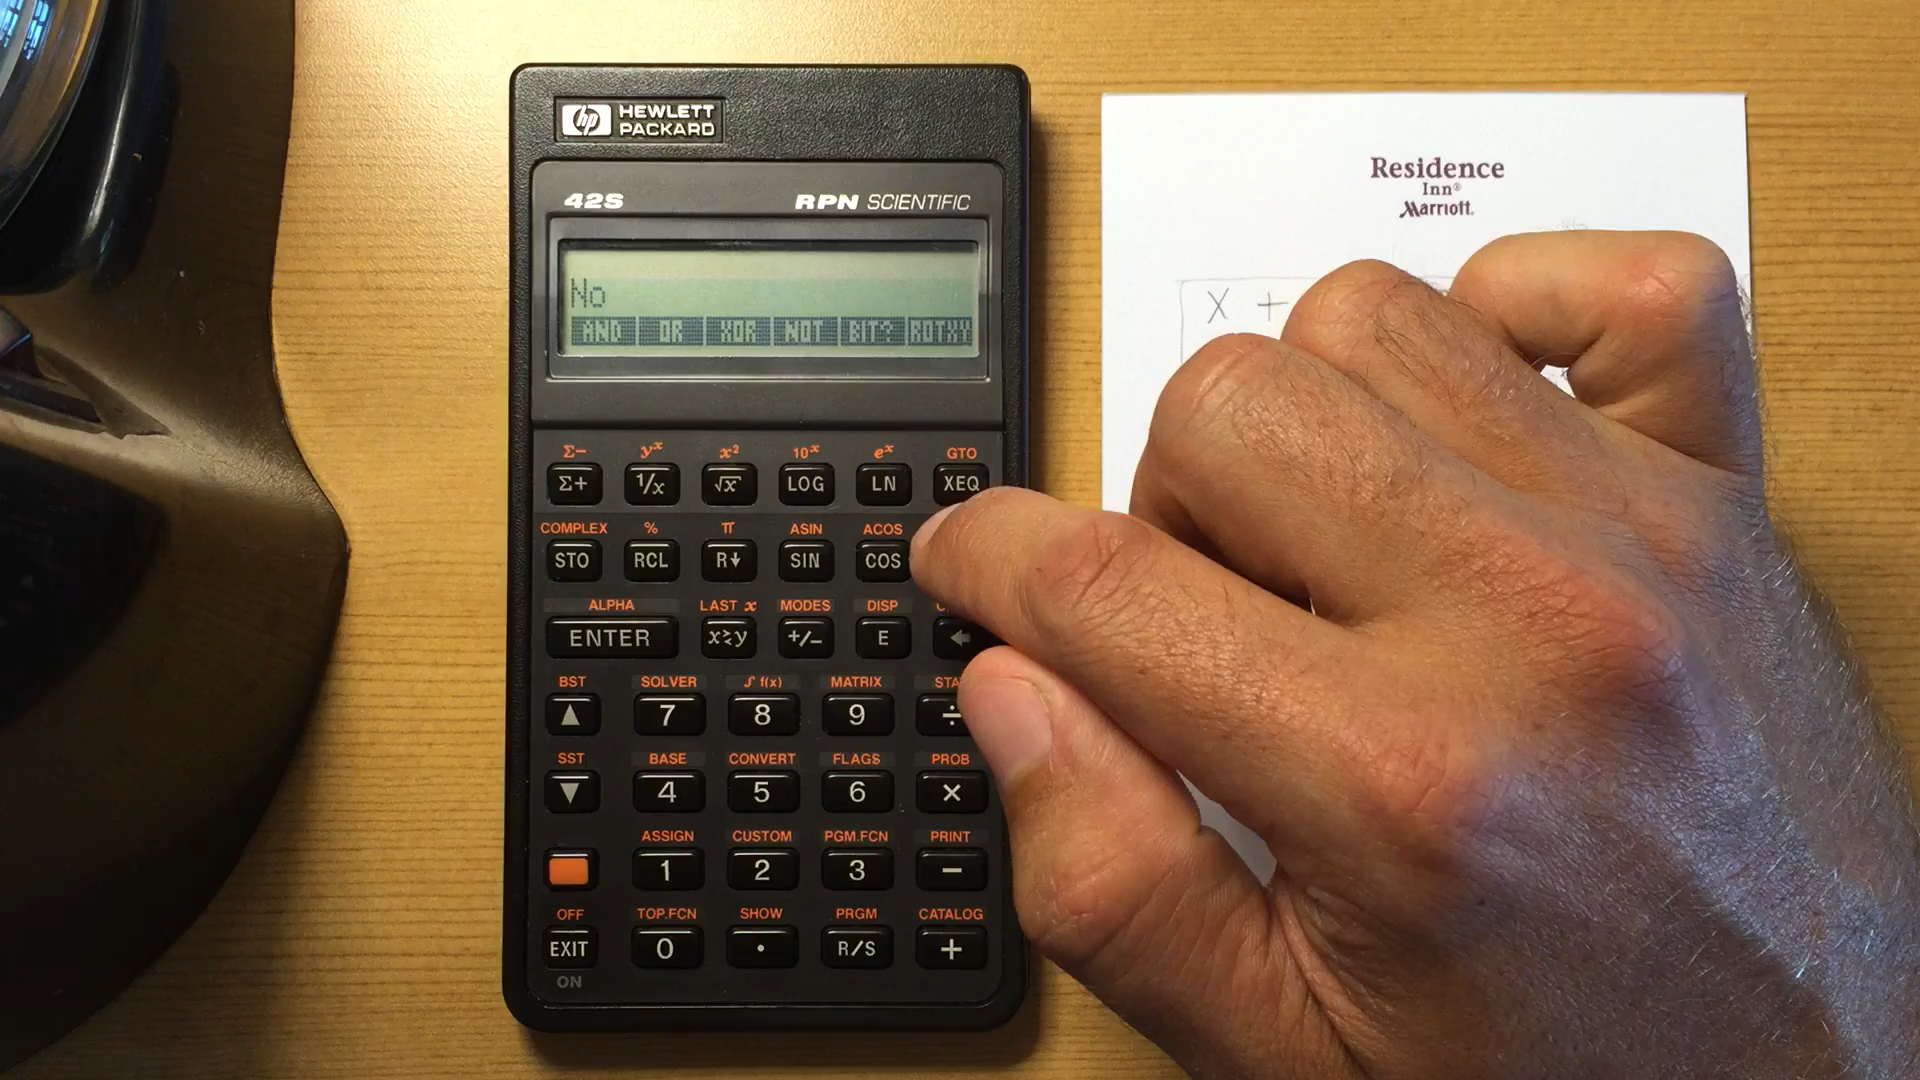 hp HEWLETT
PACKARD
42S RPN SCIENTIFIC
No
AND OR XOR NOT BIT? ROTXY
Σ− yˣ x² 10ˣ eˣ GTO
Σ+ 1/x √x LOG LN XEQ
COMPLEX % π ASIN ACOS
STO RCL R↓ SIN COS
ALPHA LAST x MODES DISP
ENTER x≷y +/− E ←
BST SOLVER ∫f(x) MATRIX
▲ 7 8 9 ÷
SST BASE CONVERT FLAGS PROB
▼ 4 5 6 ×
ASSIGN CUSTOM PGM.FCN PRINT
1 2 3 −
OFF TOP.FCN SHOW PRGM CATALOG
EXIT 0 · R/S +
ON
Residence
Inn®
Marriott.
X +